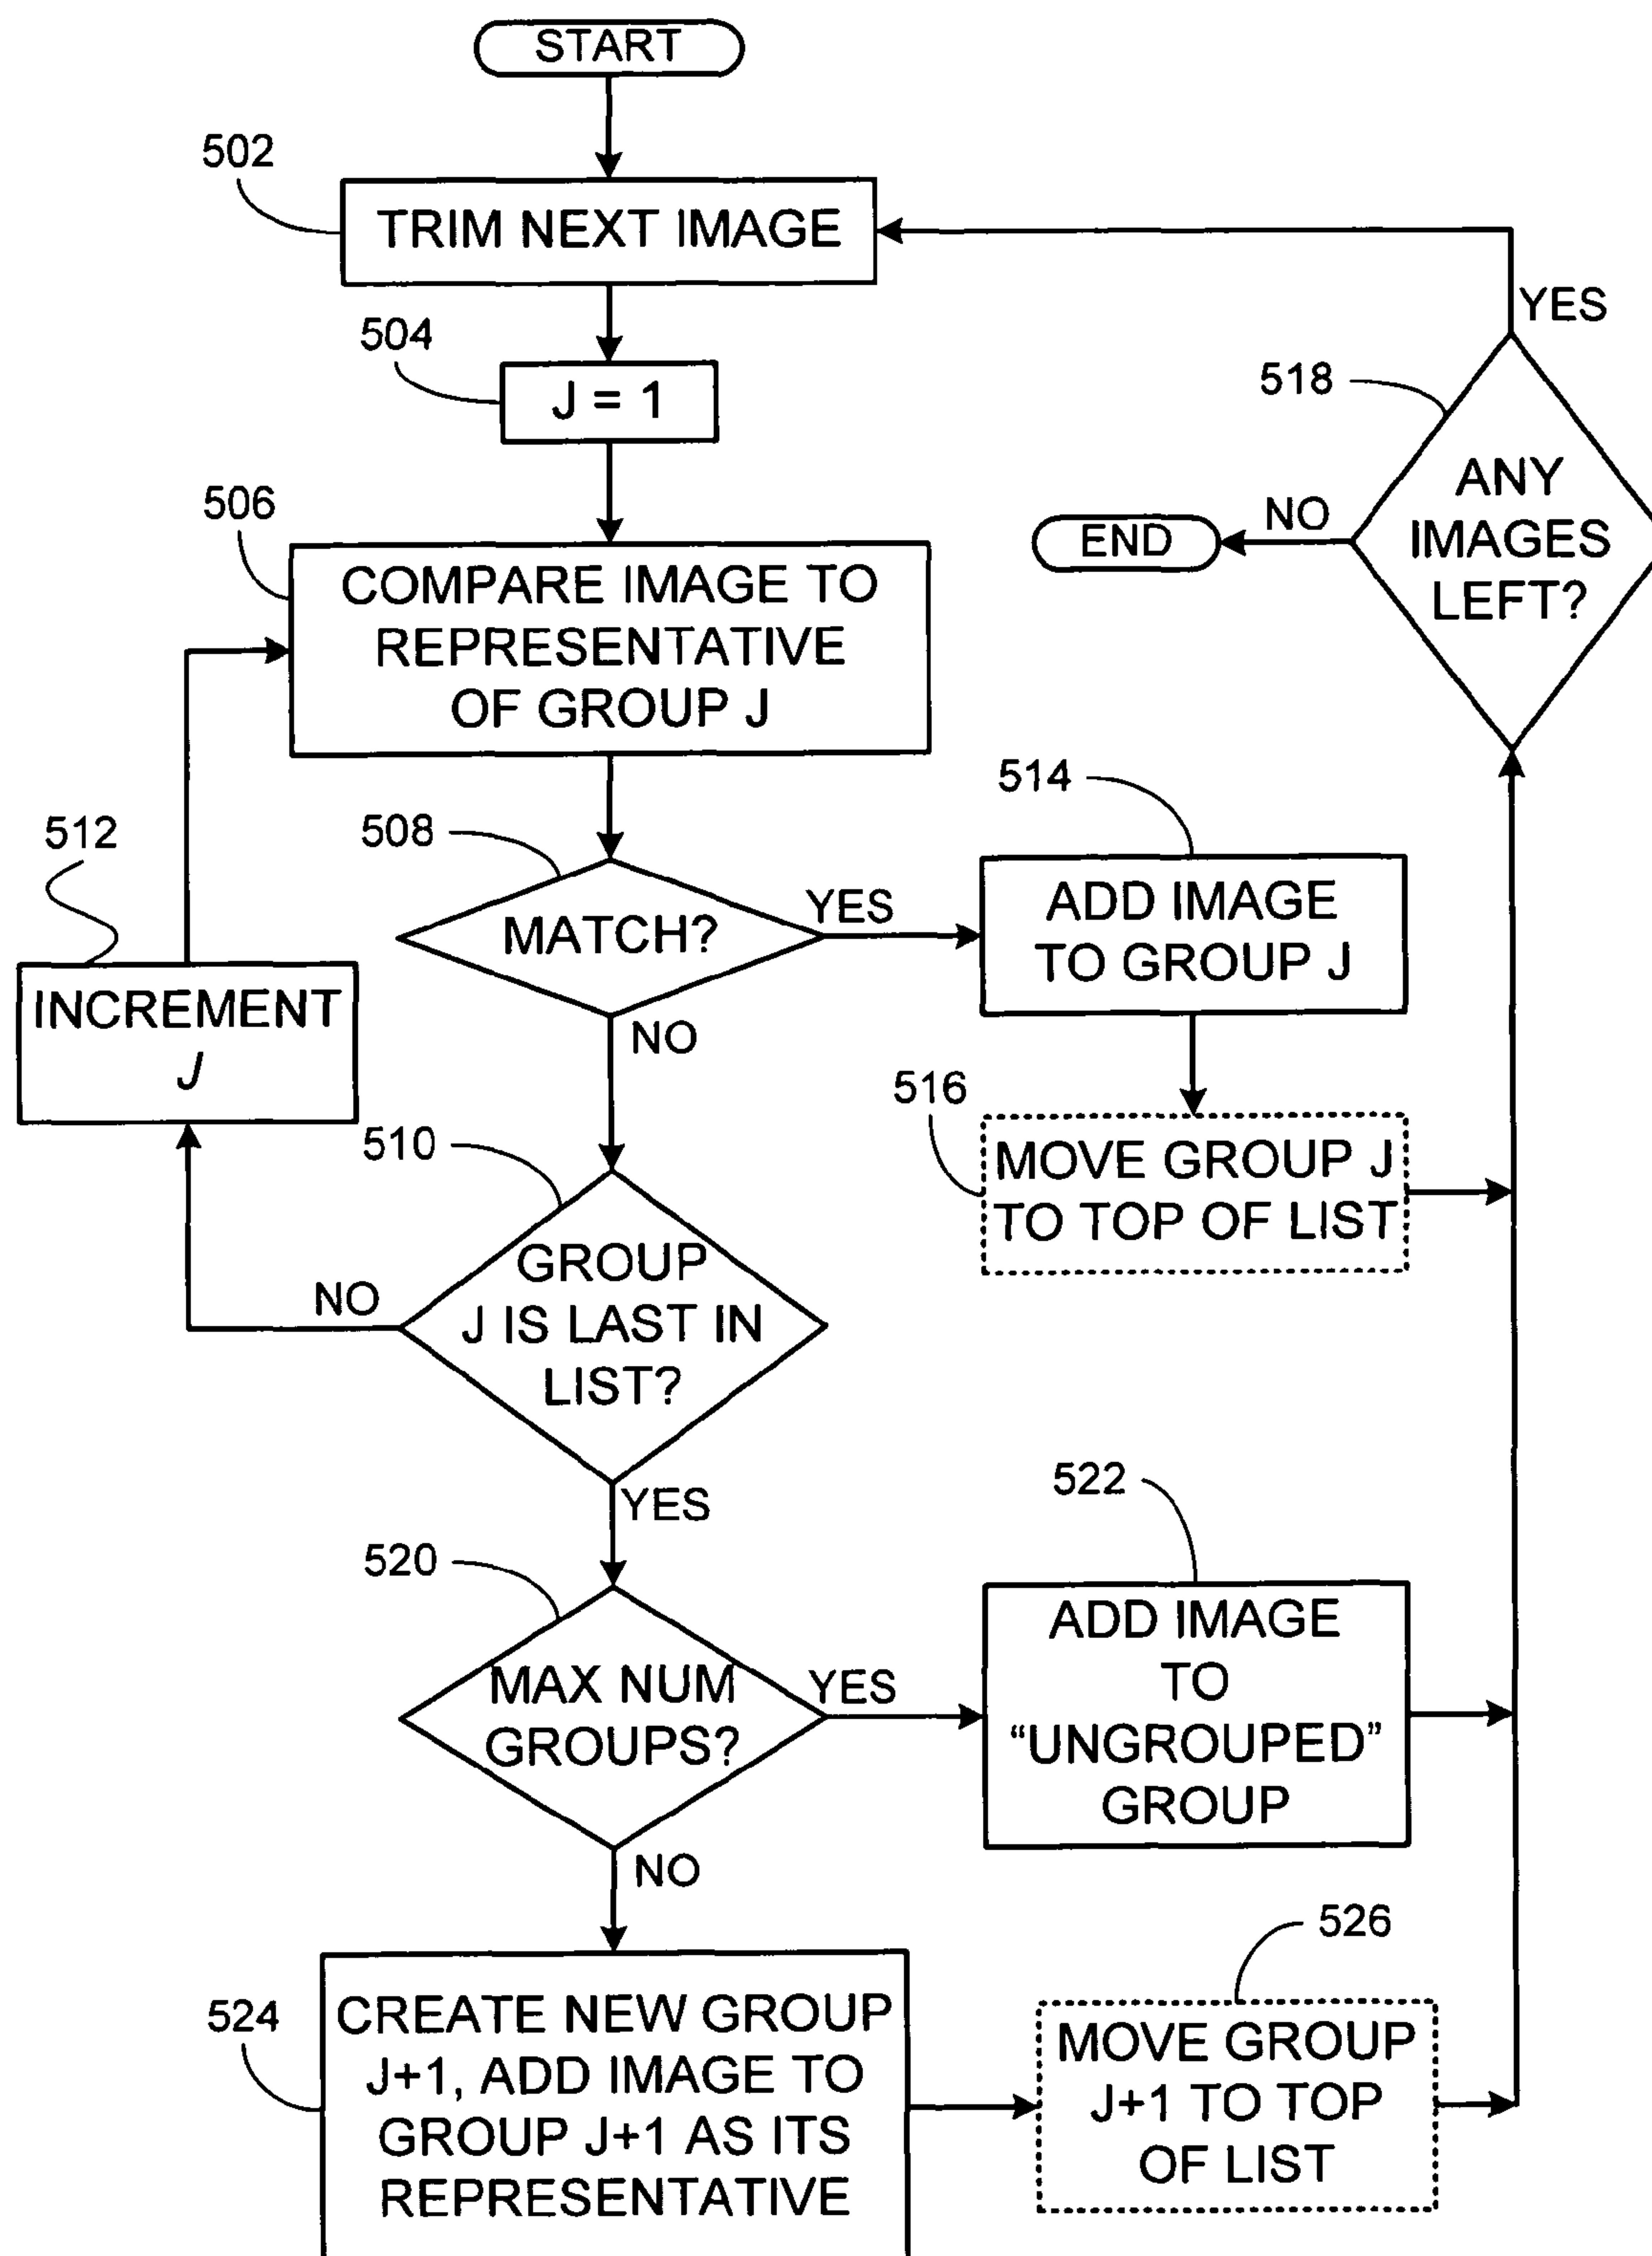 START
502
TRIM NEXT IMAGE
504
J = 1
506
COMPARE IMAGE TO
REPRESENTATIVE
OF GROUP J
508
MATCH?
YES
NO
512
INCREMENT
J
510
GROUP
J IS LAST IN
LIST?
NO
YES
514
ADD IMAGE
TO GROUP J
516
MOVE GROUP J
TO TOP OF LIST
518
ANY
IMAGES
LEFT?
YES
NO
END
520
MAX NUM
GROUPS?
YES
NO
522
ADD IMAGE
TO
“UNGROUPED”
GROUP
524
CREATE NEW GROUP
J+1, ADD IMAGE TO
GROUP J+1 AS ITS
REPRESENTATIVE
526
MOVE GROUP
J+1 TO TOP
OF LIST